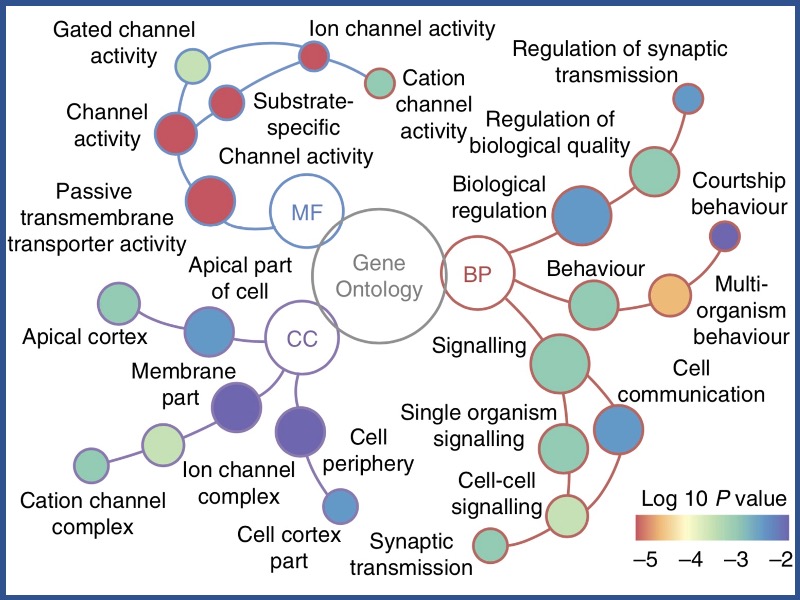 Gated channel
activity
Ion channel activity
Cation
channel
activity
Substrate-
specific
Channel activity
Channel
activity
Passive
transmembrane
transporter activity
MF
Gene
Ontology
BP
CC
Regulation of synaptic
transmission
Regulation of
biological quality
Biological
regulation
Courtship
behaviour
Behaviour
Multi-
organism
behaviour
Signalling
Cell
communication
Single organism
signalling
Cell-cell
signalling
Synaptic
transmission
Apical part
of cell
Apical cortex
Membrane
part
Ion channel
complex
Cation channel
complex
Cell
periphery
Cell cortex
part
Log 10 P value
–5 –4 –3 –2